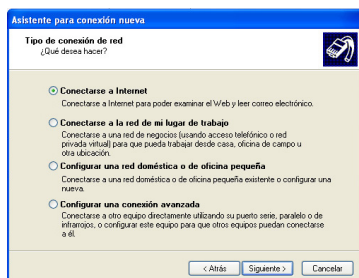 Asistente para conexión nueva
Tipo de conexión de red
¿Qué desea hacer?
Conectarse a Internet
Conectarse a Internet para poder examinar el Web y leer correo electrónico.
Conectarse a la red de mi lugar de trabajo
Conectarse a una red de negocios (usando acceso telefónico o red
privada virtual) para que pueda trabajar desde casa, oficina de campo u
otra ubicación.
Configurar una red doméstica o de oficina pequeña
Conectarse a una red doméstica o de oficina pequeña existente o configurar una
nueva.
Configurar una conexión avanzada
Conectarse a otro equipo directamente utilizando su puerto serie, paralelo o de
infrarrojos, o configurar este equipo para que otros equipos puedan conectarse
a él.
< Atrás Siguiente > Cancelar